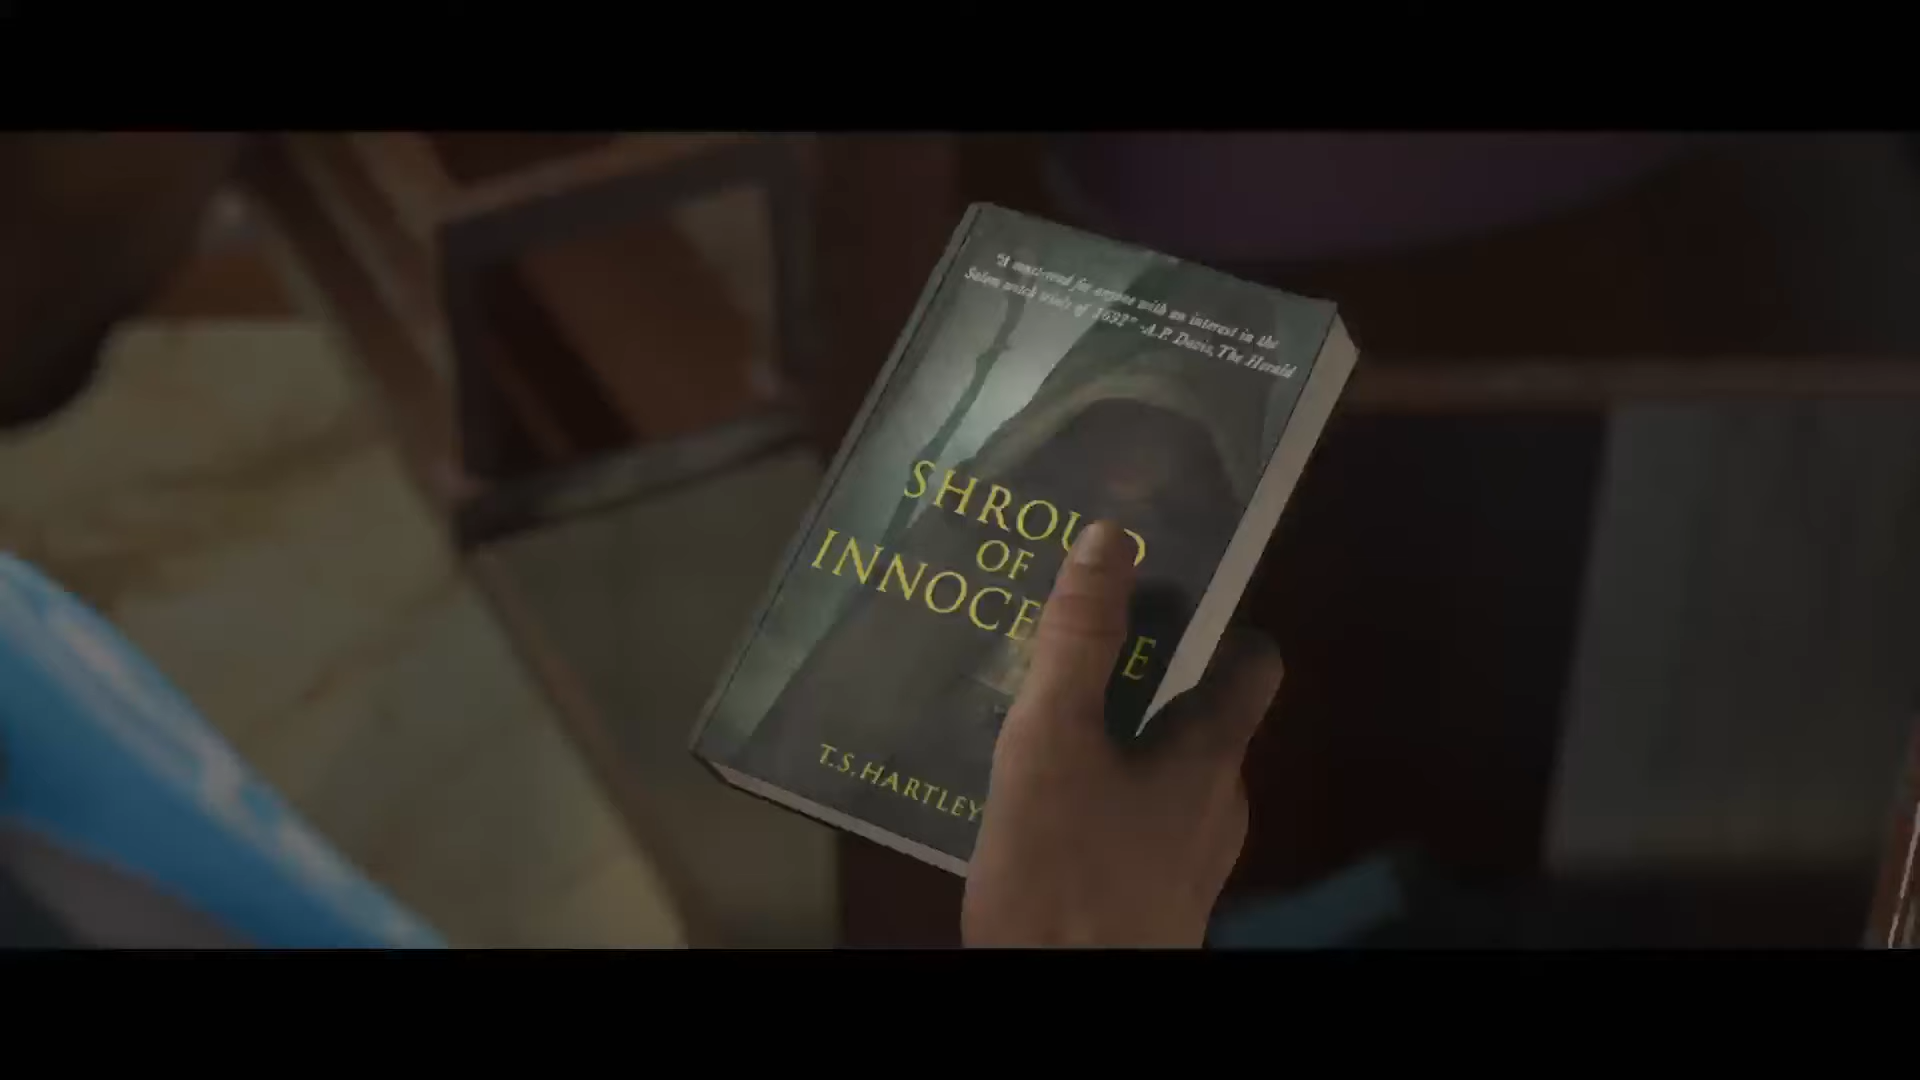 "A must-read for anyone with an interest in the
Salem witch trials of 1692" -A.P. Davis, The Herald
SHROUD
OF
INNOCE E
T.S. HARTLEY